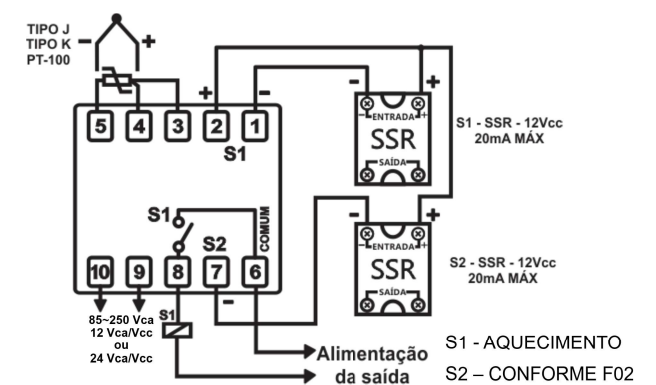 TIPO J
TIPO K
PT-100
- +
+ -
5 4 3 2 1
S1
- +
- ENTRADA +
SSR
SAÍDA
S1 - SSR - 12Vcc
20mA MÁX
S1
COMUM
S2
10 9 8 7 6
-
- +
- ENTRADA +
SSR
SAÍDA
S2 - SSR - 12Vcc
20mA MÁX
85~250 Vca
12 Vca/Vcc
ou
24 Vca/Vcc
S1
Alimentação
da saída
S1 - AQUECIMENTO
S2 – CONFORME F02